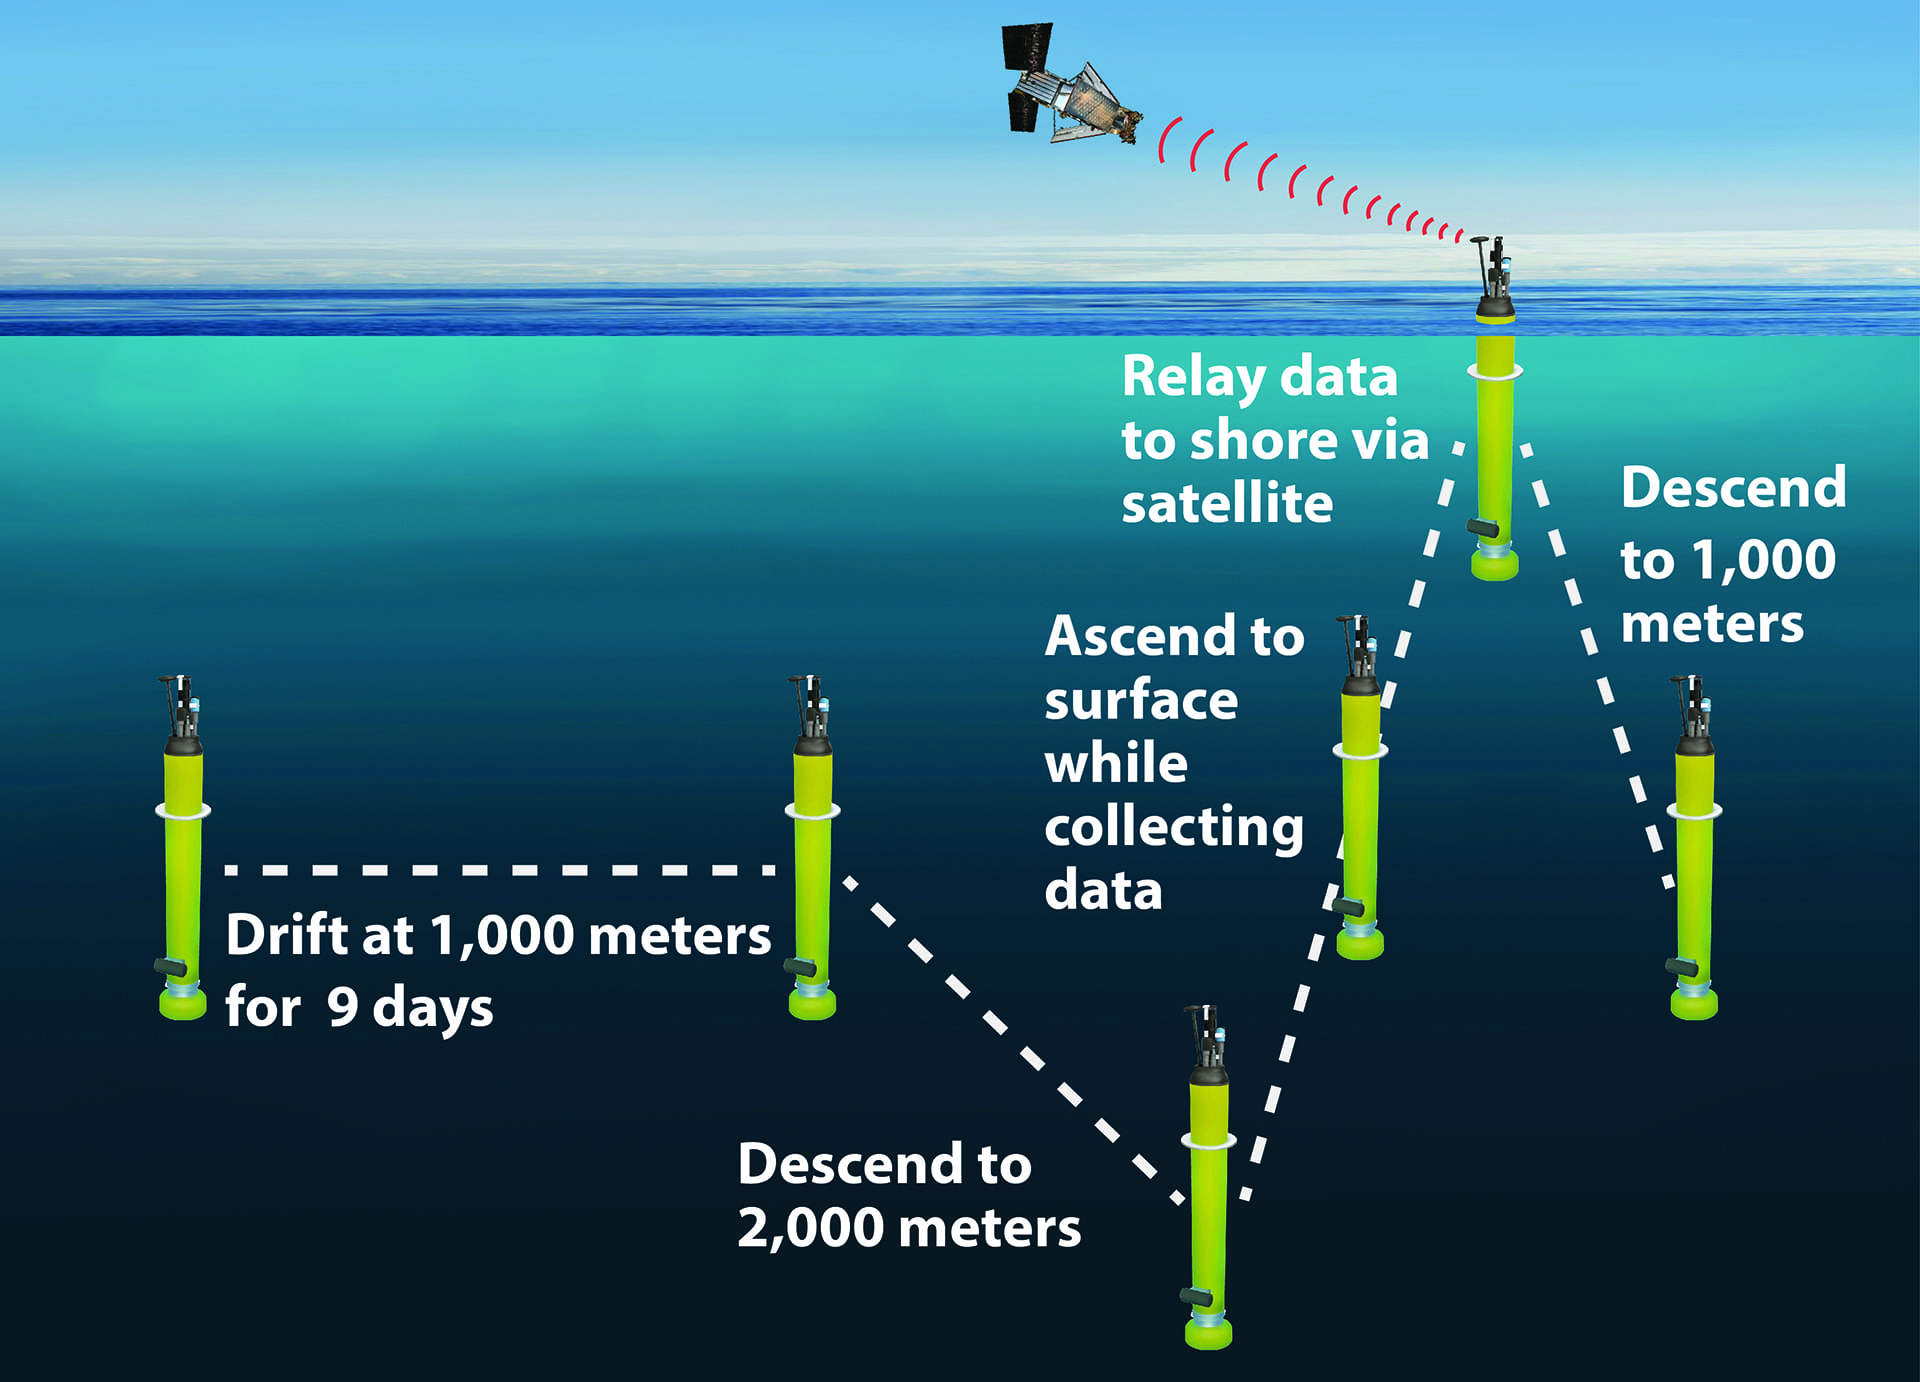 Relay data
to shore via
satellite
Descend
to 1,000
meters
Ascend to
surface
while
collecting
data
Drift at 1,000 meters
for 9 days
Descend to
2,000 meters